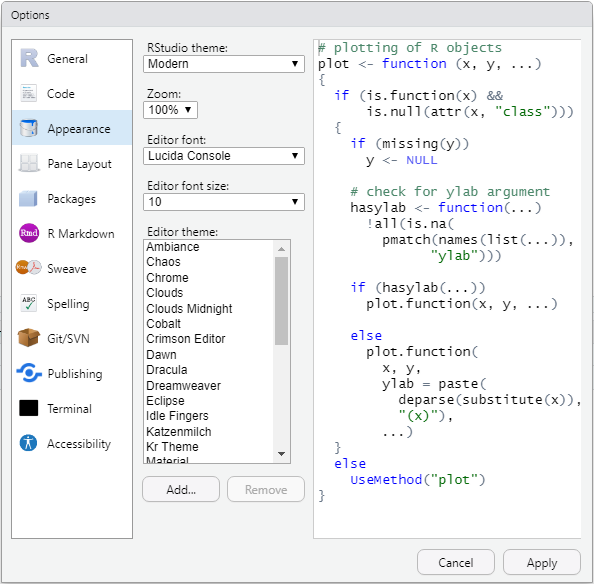 Options
General
Code
Appearance
Pane Layout
Packages
Rmd R Markdown
Sweave
ABC Spelling
Git/SVN
Publishing
Terminal
Accessibility
RStudio theme:
Modern
Zoom:
100%
Editor font:
Lucida Console
Editor font size:
10
Editor theme:
Ambiance
Chaos
Chrome
Clouds
Clouds Midnight
Cobalt
Crimson Editor
Dawn
Dracula
Dreamweaver
Eclipse
Idle Fingers
Katzenmilch
Kr Theme
Material
Add...
Remove
# plotting of R objects
plot <- function (x, y, ...)
{
  if (is.function(x) &&
      is.null(attr(x, "class")))
  {
    if (missing(y))
      y <- NULL
    # check for ylab argument
    hasylab <- function(...)
      !all(is.na(
        pmatch(names(list(...)),
              "ylab")))
    if (hasylab(...))
      plot.function(x, y, ...)
    else
      plot.function(
        x, y,
        ylab = paste(
          deparse(substitute(x)),
          "(x)"),
        ...)
  }
  else
    UseMethod("plot")
}
Cancel
Apply